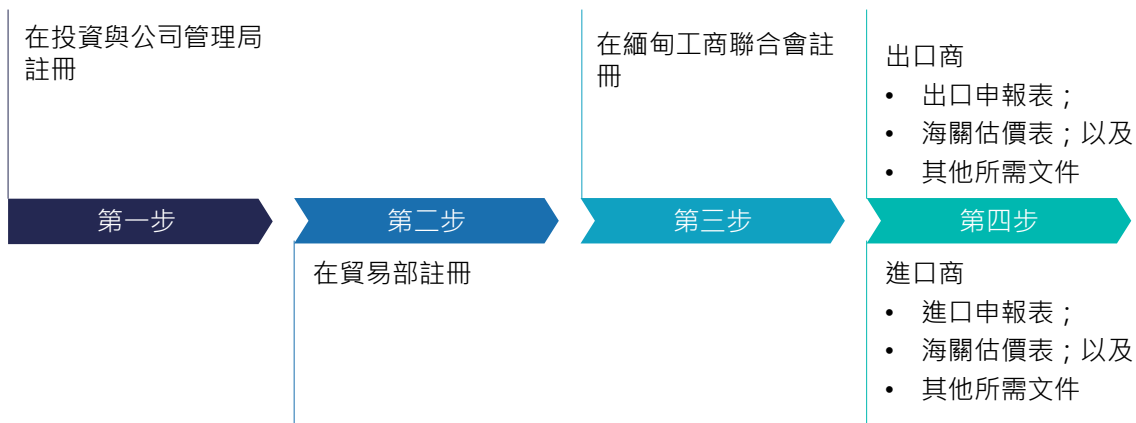 在投資與公司管理局
註冊
在緬甸工商聯合會註
冊
出口商
• 出口申報表；
• 海關估價表；以及
• 其他所需文件
第一步
第二步
第三步
第四步
在貿易部註冊
進口商
• 進口申報表；
• 海關估價表；以及
• 其他所需文件